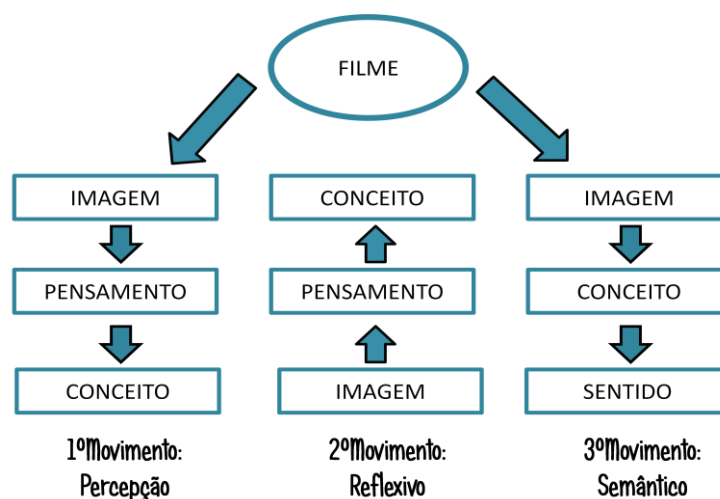 FILME
IMAGEM
PENSAMENTO
CONCEITO
1ºMovimento:
Percepção
CONCEITO
PENSAMENTO
IMAGEM
2ºMovimento:
Reflexivo
IMAGEM
CONCEITO
SENTIDO
3ºMovimento:
Semântico